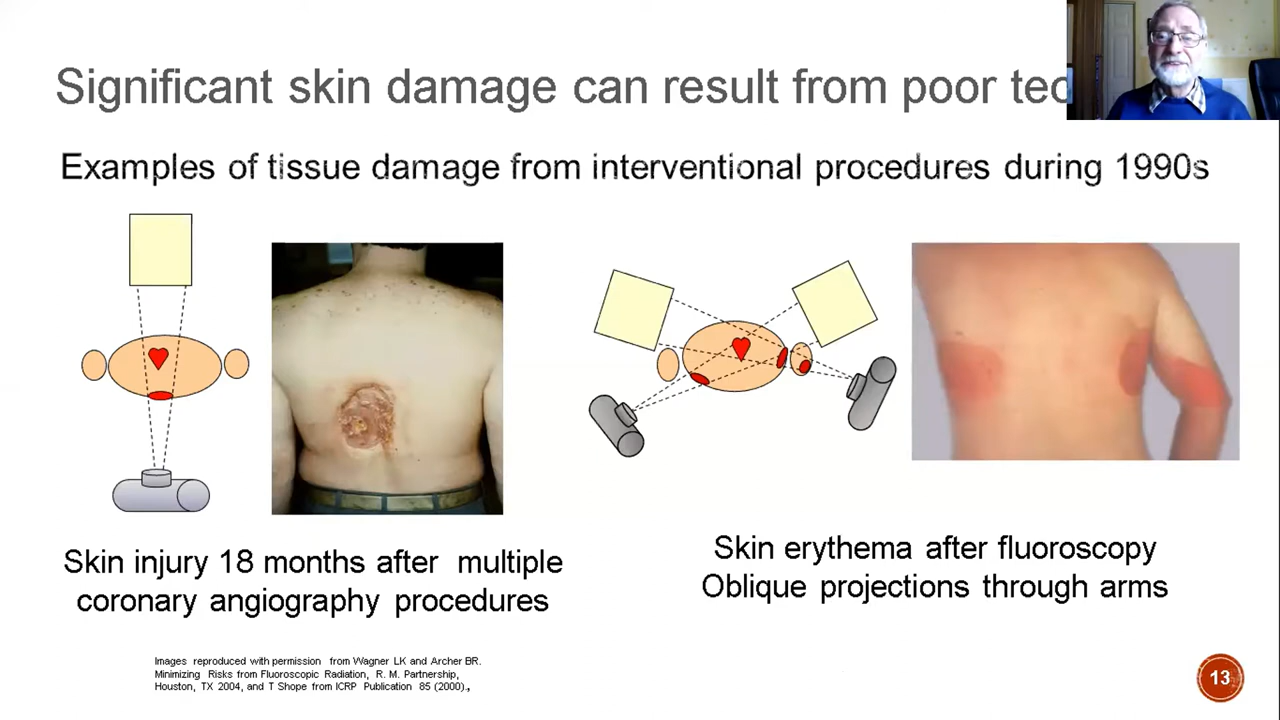 Significant skin damage can result from poor
Examples of tissue damage from interventional procedures during 1990s
Skin injury 18 months after multiple
coronary angiography procedures
Skin erythema after fluoroscopy
Oblique projections through arms
Images reproduced with permission from Wagner LK and Archer BR.
Minimizing Risks from Fluoroscopic Radiation, R. M. Partnership,
Houston, TX 2004, and T Shope from ICRP Publication 85 (2000).,
13